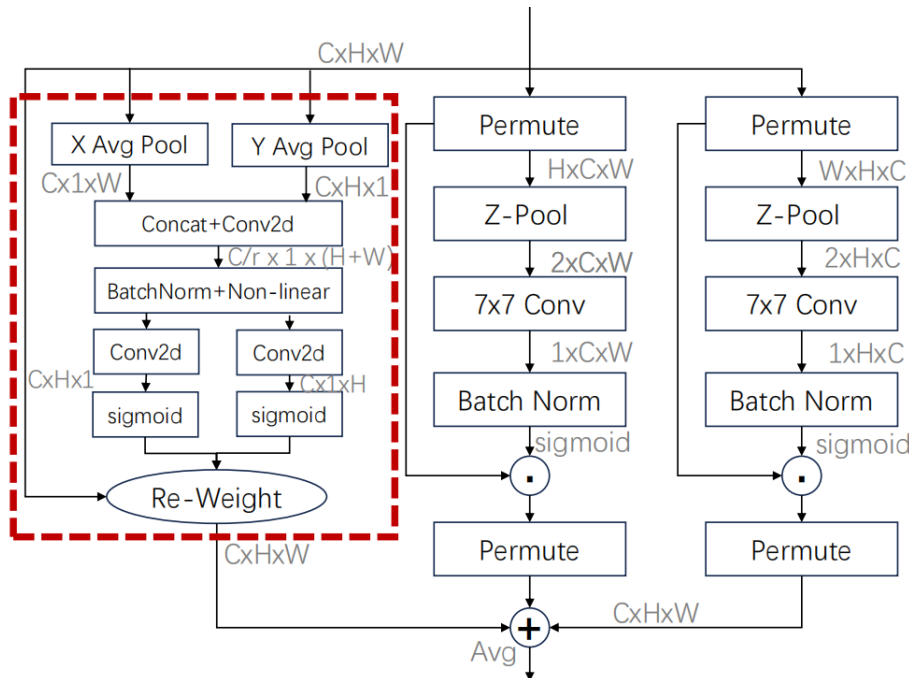 CxHxW
X Avg Pool
Y Avg Pool
Permute
Permute
Cx1xW
CxHx1
HxCxW
WxHxC
Concat+Conv2d
Z-Pool
Z-Pool
C/r x 1 x (H+W)
2xCxW
2xHxC
BatchNorm+Non-linear
7x7 Conv
7x7 Conv
Conv2d
Conv2d
1xCxW
1xHxC
CxHx1
Cx1xH
sigmoid
sigmoid
Batch Norm
Batch Norm
sigmoid
sigmoid
Re-Weight
CxHxW
Permute
Permute
CxHxW
+
Avg